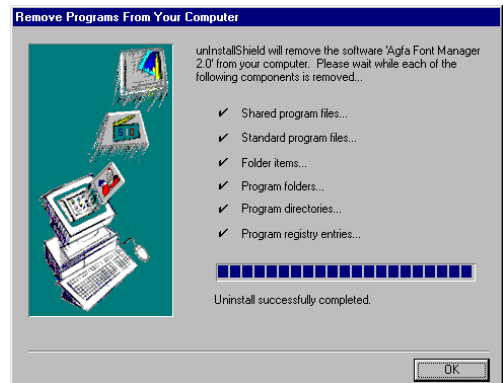 Remove Programs From Your Computer
unInstallShield will remove the software 'Agfa Font Manager
2.0' from your computer. Please wait while each of the
following components is removed...
Shared program files...
Standard program files...
Folder items...
Program folders...
Program directories...
Program registry entries...
Uninstall successfully completed.
OK